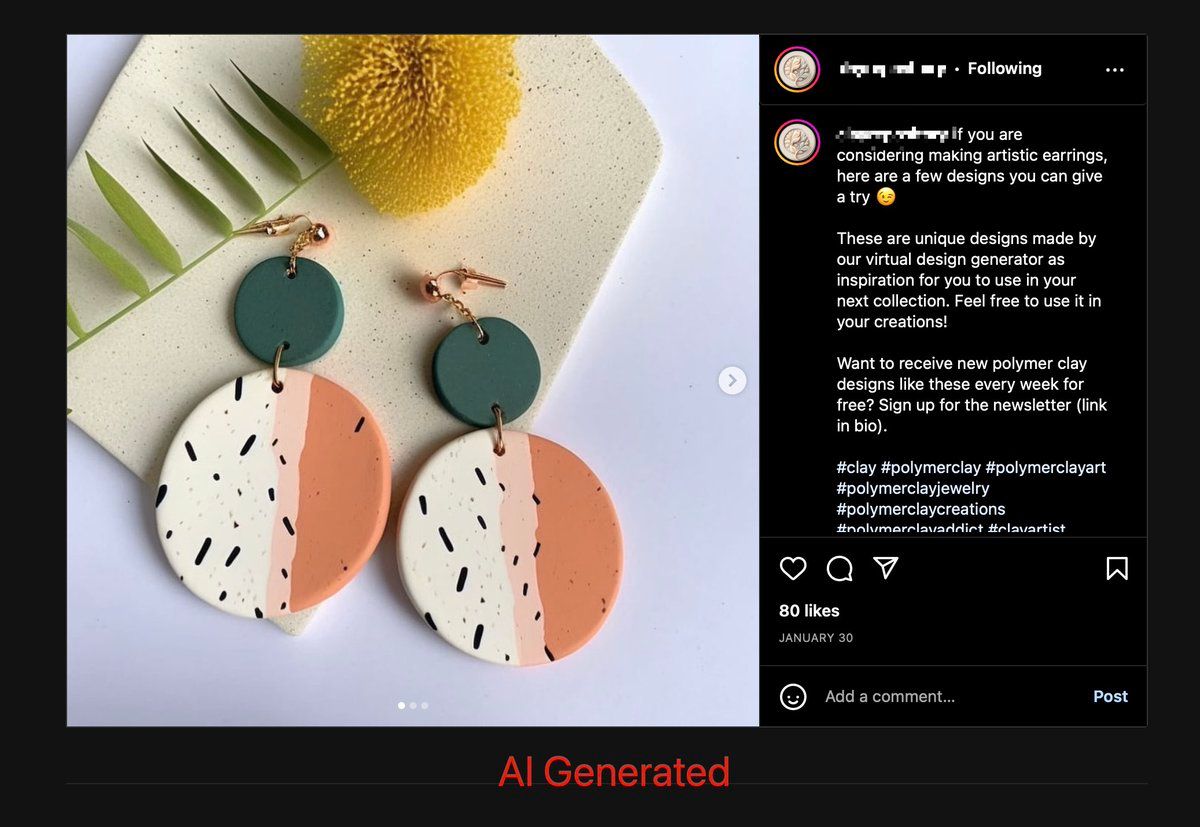 • Following
If you are
considering making artistic earrings,
here are a few designs you can give
a try 😉
These are unique designs made by
our virtual design generator as
inspiration for you to use in your
next collection. Feel free to use it in
your creations!
Want to receive new polymer clay
designs like these every week for
free? Sign up for the newsletter (link
in bio).
#clay #polymerclay #polymerclayart
#polymerclayjewelry
#polymerclaycreations
#polymerclayaddict #clayartist
80 likes
JANUARY 30
Add a comment...
Post
AI Generated